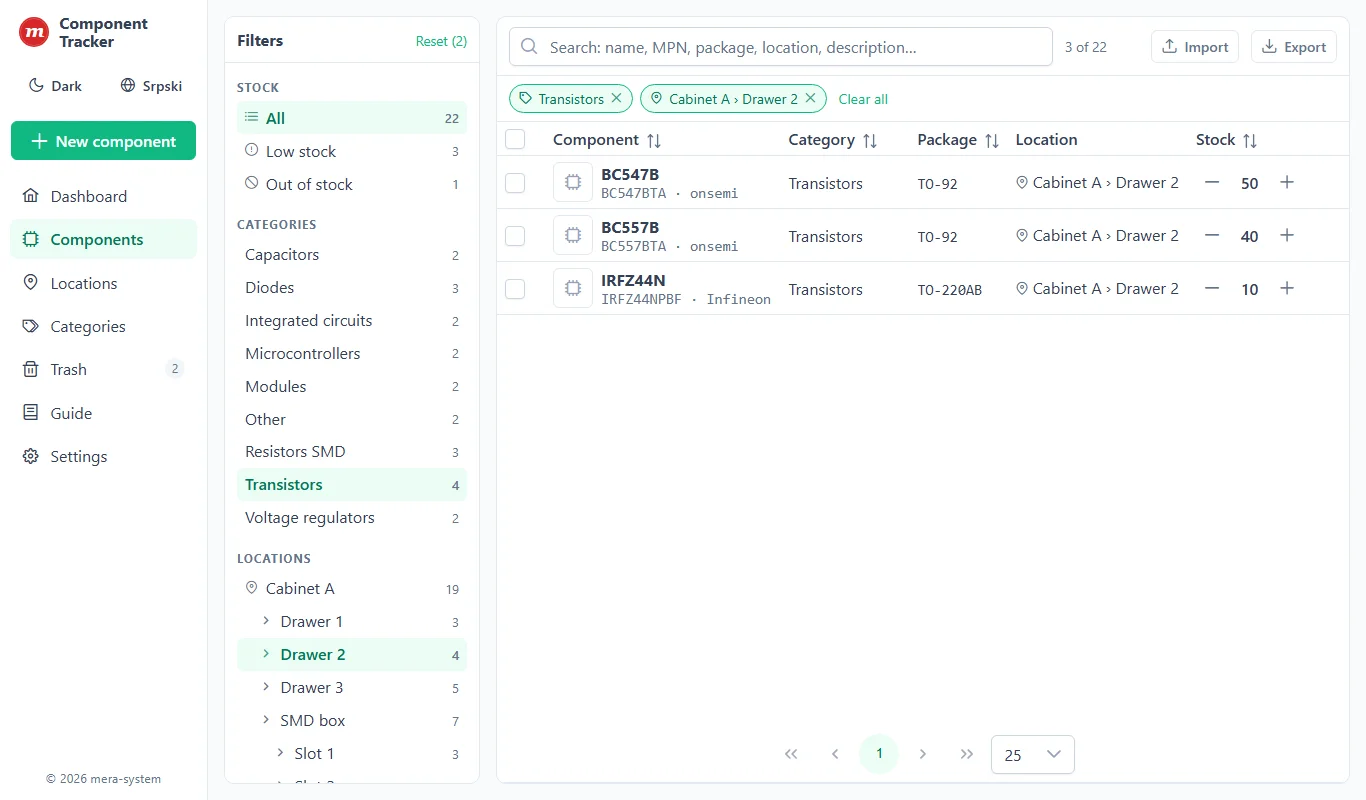 m
Component
Tracker
Dark
Srpski
New component
Dashboard
Components
Locations
Categories
Trash 2
Guide
Settings
© 2026 mera-system
Filters Reset (2)
STOCK
All 22
Low stock 3
Out of stock 1
CATEGORIES
Capacitors 2
Diodes 3
Integrated circuits 2
Microcontrollers 2
Modules 2
Other 2
Resistors SMD 3
Transistors 4
Voltage regulators 2
LOCATIONS
Cabinet A 19
Drawer 1 3
Drawer 2 4
Drawer 3 5
SMD box 7
Slot 1 3
Search: name, MPN, package, location, description... 3 of 22 Import Export
Transistors Cabinet A › Drawer 2 Clear all
Component Category Package Location Stock
BC547B
BC547BTA · onsemi Transistors TO-92 Cabinet A › Drawer 2 — 50 +
BC557B
BC557BTA · onsemi Transistors TO-92 Cabinet A › Drawer 2 — 40 +
IRFZ44N
IRFZ44NPBF · Infineon Transistors TO-220AB Cabinet A › Drawer 2 — 10 +
« ‹ 1 › » 25